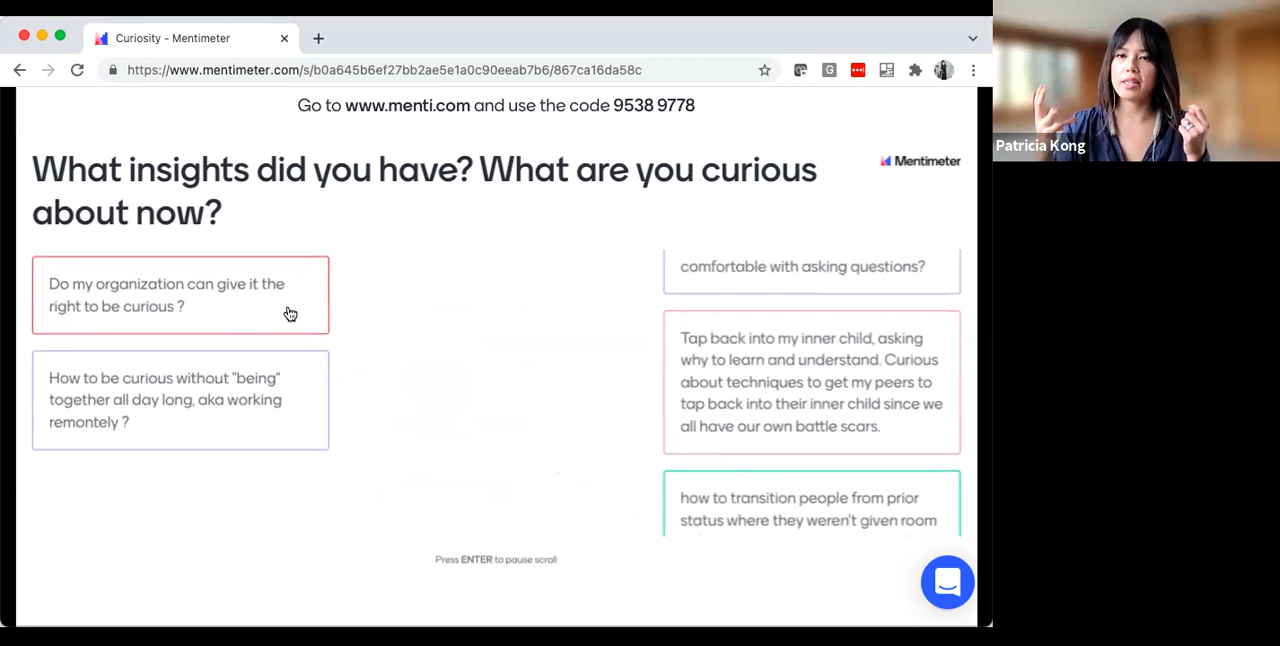 Curiosity - Mentimeter
https://www.mentimeter.com/s/b0a645b6ef27bb2ae5e1a0c90eeab7b6/867ca16da58c
G
Go to www.menti.com and use the code 9538 9778
What insights did you have? What are you curious
about now?
Mentimeter
Do my organization can give it the
right to be curious ?
How to be curious without "being"
together all day long, aka working
remontely ?
comfortable with asking questions?
Tap back into my inner child, asking
why to learn and understand. Curious
about techniques to get my peers to
tap back into their inner child since we
all have our own battle scars.
how to transition people from prior
status where they weren't given room
Press ENTER to pause scroll
Patricia Kong